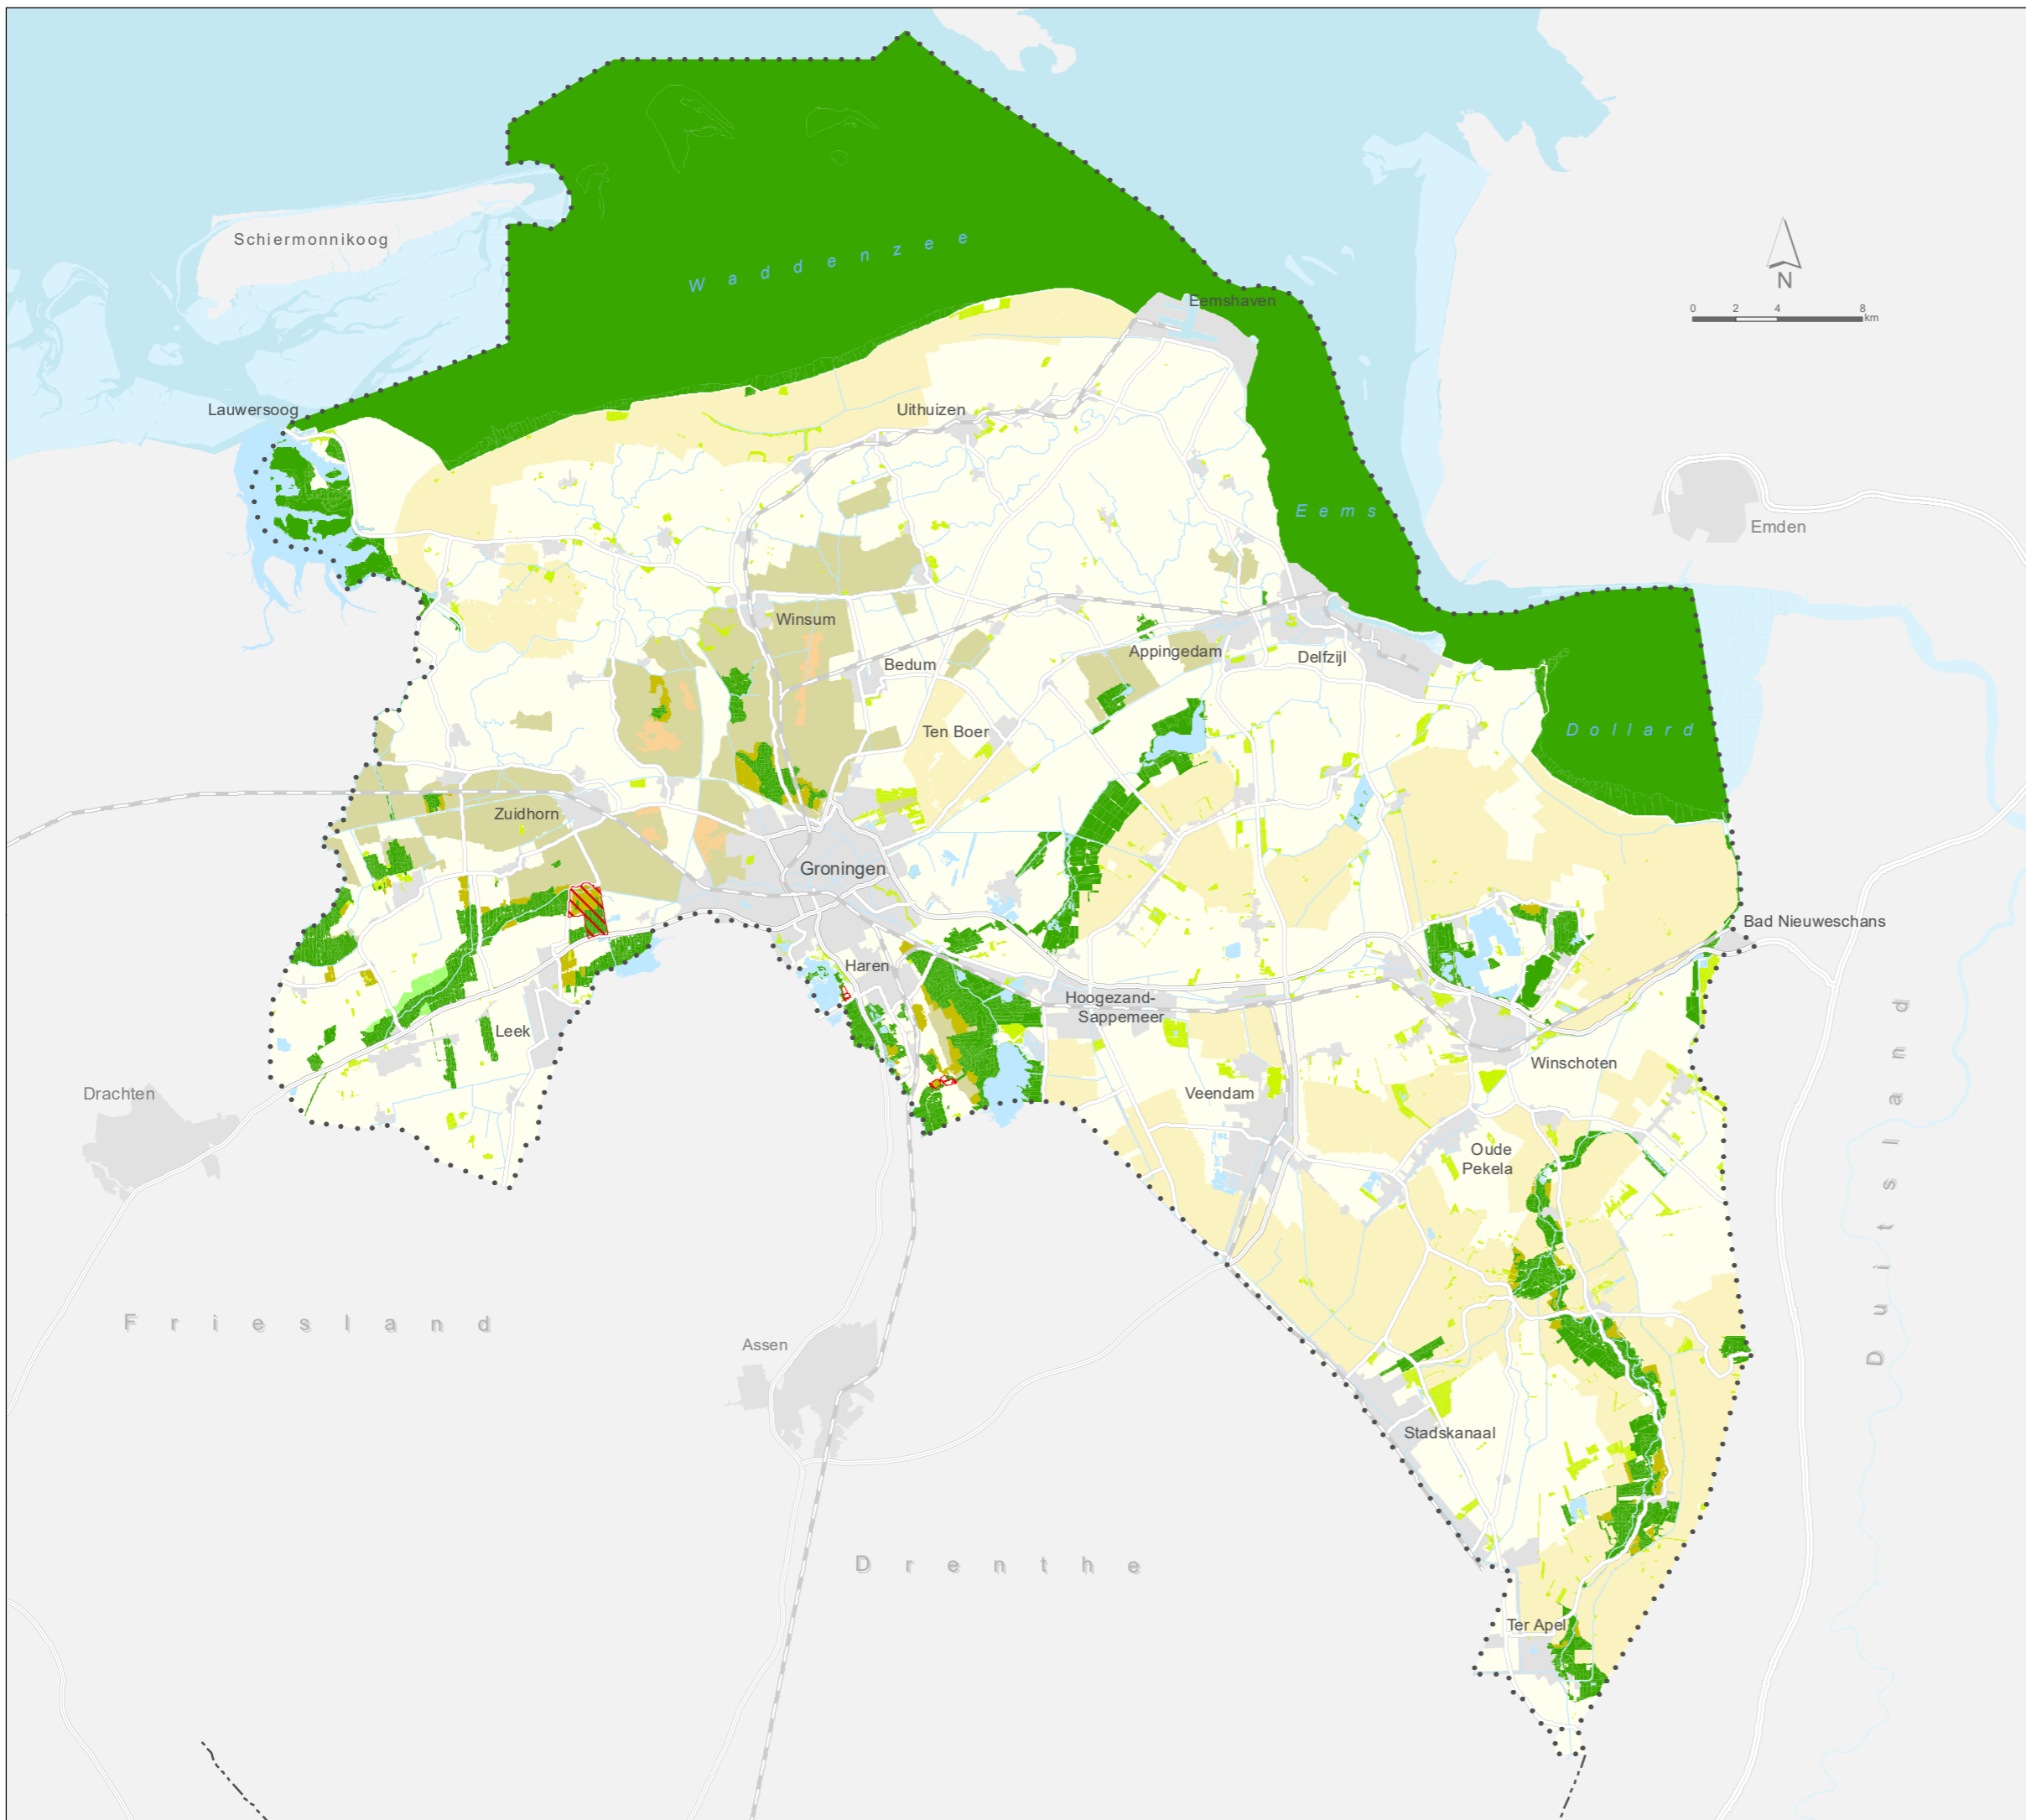 Schiermonnikoog
Waddenzee
N
0 2 4 8
km
Eemshaven
Lauwersoog
Uithuizen
Eems
Emden
Winsum
Appingedam
Delfzijl
Bedum
Ten Boer
Dollard
Zuidhorn
Groningen
Bad Nieuweschans
Haren
Hoogezand-
Sappemeer
Leek
Winschoten
Drachten
Veendam
Oude
Pekela
Duitsland
Friesland
Assen
Stadskanaal
Drenthe
Ter Apel